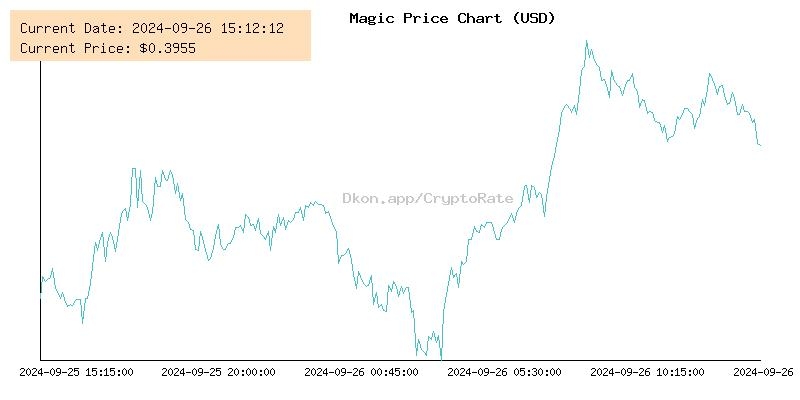 Magic Price Chart (USD)
Current Date: 2024-09-26 15:12:12
Current Price: $0.3955
Dkon.app/CryptoRate
2024-09-25 15:15:00
2024-09-25 20:00:00
2024-09-26 00:45:00
2024-09-26 05:30:00
2024-09-26 10:15:00
2024-09-26